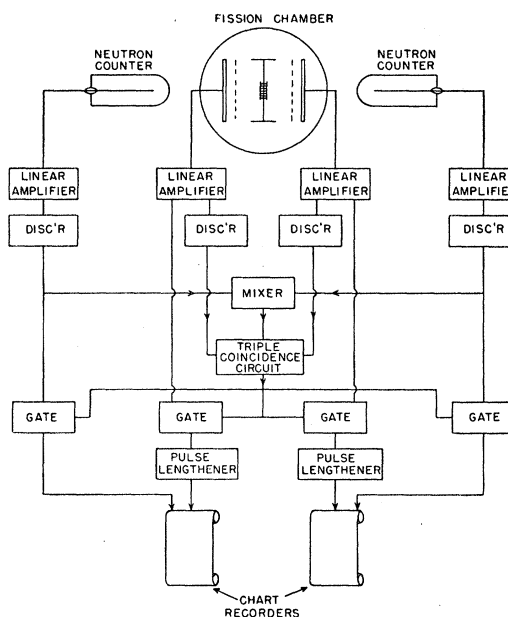 FISSION CHAMBER
NEUTRON
COUNTER
NEUTRON
COUNTER
LINEAR
AMPLIFIER
LINEAR
AMPLIFIER
LINEAR
AMPLIFIER
LINEAR
AMPLIFIER
DISC'R
DISC'R
DISC'R
DISC'R
MIXER
TRIPLE
COINCIDENCE
CIRCUIT
GATE
GATE
GATE
GATE
PULSE
LENGTHENER
PULSE
LENGTHENER
CHART
RECORDERS